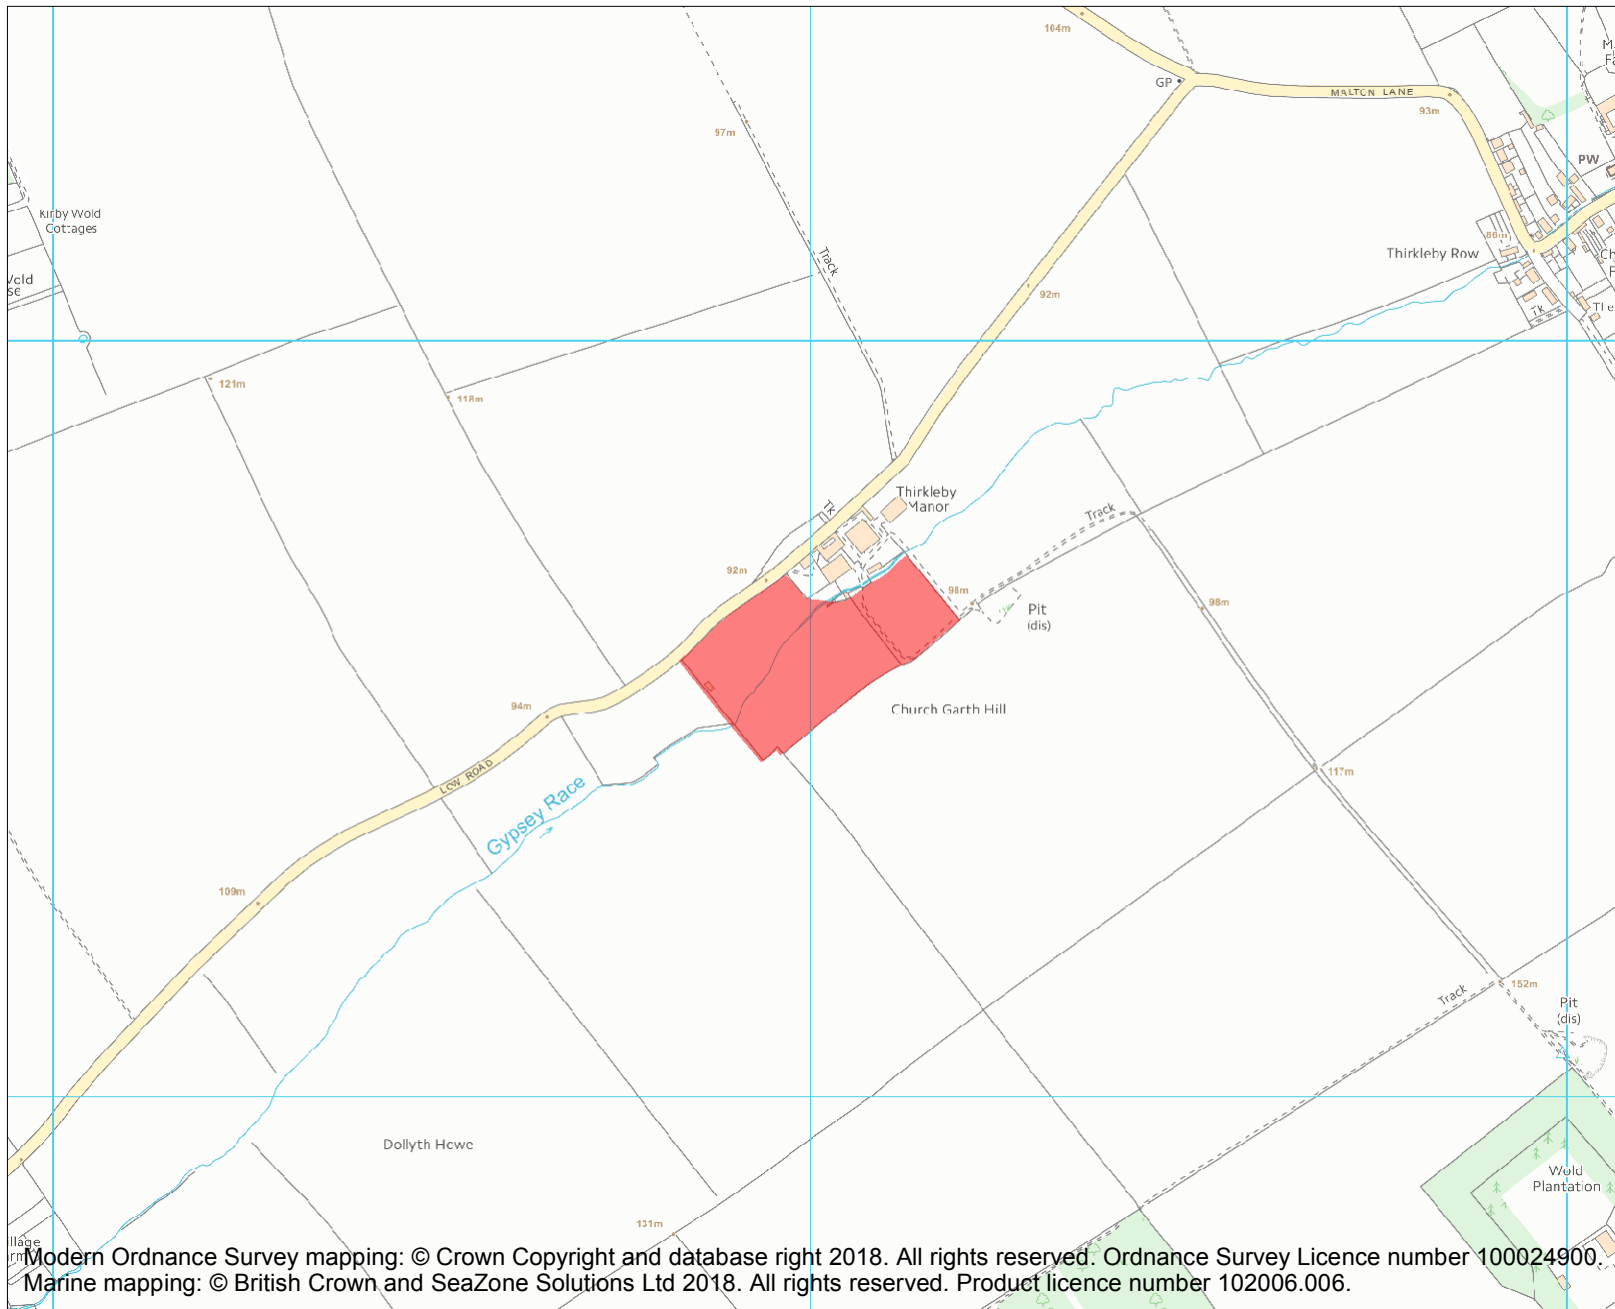 104m
GP
MALTON LANE
93m
97m
PW
Kirby Wold
Cottages
Track
86m
Thirkleby Row
92m
Tk
121m
118m
Thirkleby
Manor
Tk
Track
92m
98m
98m
Pit
(dis)
94m
Church Garth Hill
LOW ROAD
117m
Gypsey Race
109m
Track
152m
Pit
(dis)
Dollyth Howe
Wold
Plantation
131m
Modern Ordnance Survey mapping: © Crown Copyright and database right 2018. All rights reserved. Ordnance Survey Licence number 100024900.
Marine mapping: © British Crown and SeaZone Solutions Ltd 2018. All rights reserved. Product licence number 102006.006.